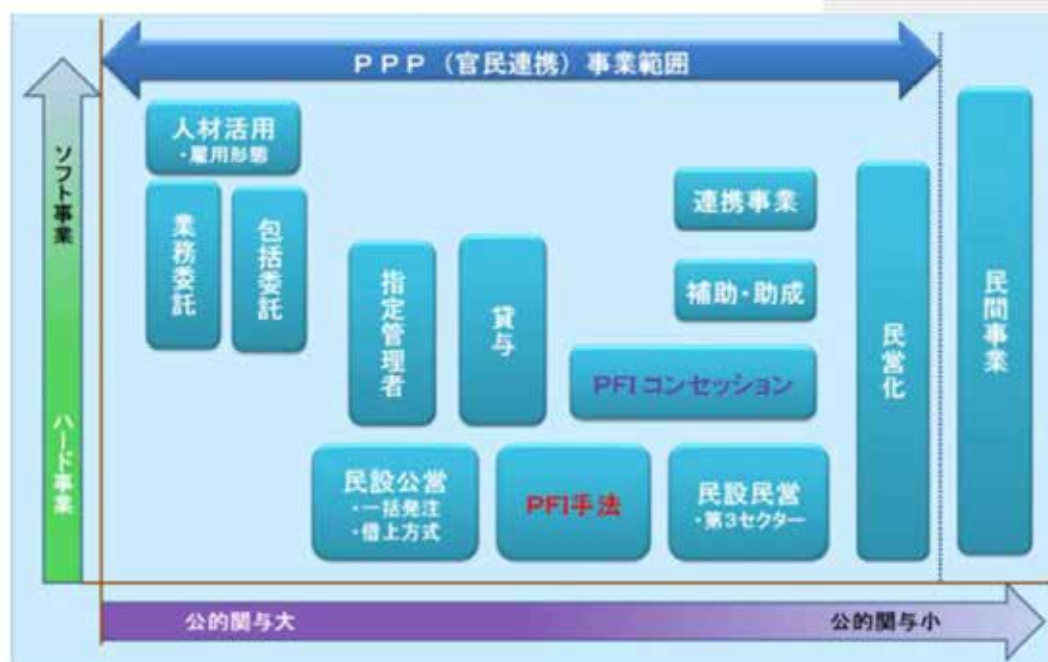 PPP（官民連携）事業範囲
ソフト事業
ハード事業
人材活用
・雇用形態
業務委託
包括委託
指定管理者
貸与
連携事業
補助・助成
PFIコンセッション
民営化
民間事業
民設公営
・一括発注
・借上方式
PFI手法
民設民営
・第3セクター
公的関与大
公的関与小